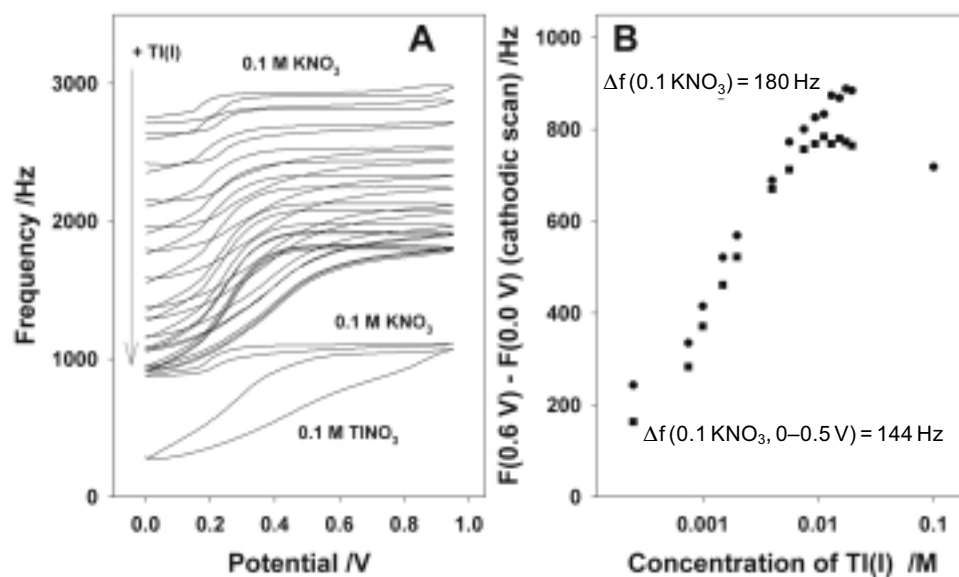 A
+ Tl(I)
0.1 M KNO₃
3000
2000
1000
0
Frequency /Hz
0.1 M KNO₃
0.1 M TlNO₃
0.0 0.2 0.4 0.6 0.8 1.0
Potential /V
B
F(0.6 V) - F(0.0 V) (cathodic scan) /Hz
1000
800
600
400
200
0
Δf (0.1 KNO₃) = 180 Hz
Δf (0.1 KNO₃, 0–0.5 V) = 144 Hz
0.001 0.01 0.1
Concentration of Tl(I) /M